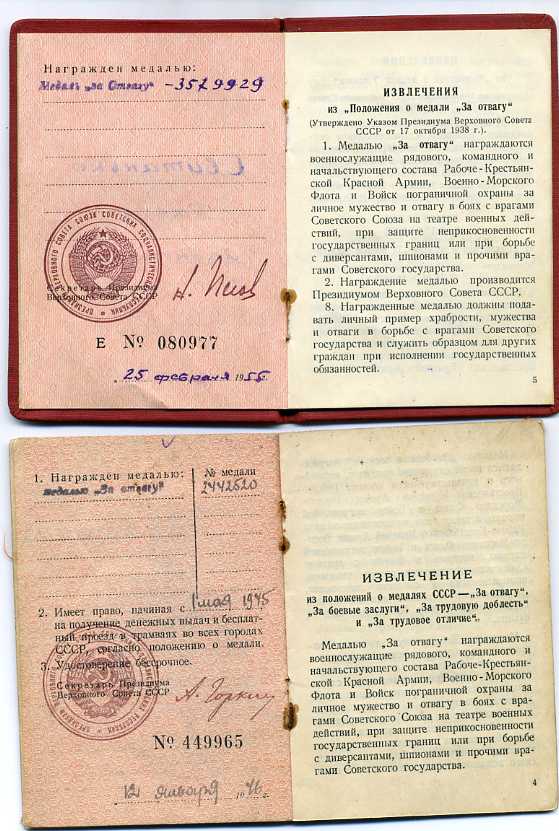 Награжден медалью:
Медаль „За Отвагу“ - 3579929
Секретарь Президиума
Верховного Совета СССР
Е № 080977
25 февраля 1955 г.
ИЗВЛЕЧЕНИЯ
из „Положения о медали „За отвагу“
(Утверждено Указом Президиума Верховного Совета
СССР от 17 октября 1938 г.).
1. Медалью „За отвагу“ награждаются
военнослужащие рядового, командного и
начальствующего состава Рабоче-Крестьян-
ской Красной Армии, Военно-Морского
Флота и Войск пограничной охраны за
личное мужество и отвагу в боях с врагами
Советского Союза на театре военных дей-
ствий, при защите неприкосновенности
государственных границ или при борьбе
с диверсантами, шпионами и прочими вра-
гами Советского государства.
2. Награждение медалью производится
Президиумом Верховного Совета СССР.
8. Награжденные медалью должны пода-
вать личный пример храбрости, мужества
и отваги в борьбе с врагами Советского
государства и служить образцом для других
граждан при исполнении государственных
обязанностей.
5
1. Награжден медалью:
№ медали
медалью „За отвагу“
2442520
2. Имеет право, начиная с 1 мая 1945
на получение денежных выдач и бесплат-
ный проезд в трамваях во всех городах
СССР, согласно положению о медали.
3. Удостоверение бессрочное.
Секретарь Президиума
Верховного Совета СССР
А. Горкин
№ 449965
12 января 1946 г.
ИЗВЛЕЧЕНИЕ
из положений о медалях СССР—„За отвагу“,
„За боевые заслуги“, „За трудовую доблесть“
и „За трудовое отличие“.
Медалью „За отвагу“ награждаются
военнослужащие рядового, командного и
начальствующего состава Рабоче-Крестьян-
ской Красной Армии, Военно-Морского
Флота и Войск пограничной охраны за
личное мужество и отвагу в боях с вра-
гами Советского Союза на театре военных
действий, при защите неприкосновенности
государственных границ или при борьбе
с диверсантами, шпионами и прочими вра-
гами Советского государства.
4